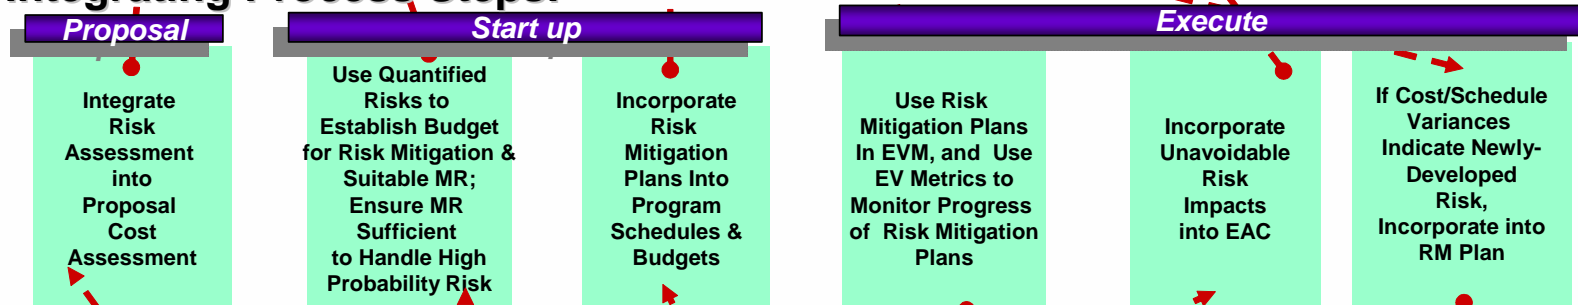 Integrating Process Steps:
Proposal
Integrate
Risk
Assessment
into
Proposal
Cost
Assessment
Start up
Use Quantified
Risks to
Establish Budget
for Risk Mitigation &
Suitable MR;
Ensure MR
Sufficient
to Handle High
Probability Risk
Incorporate
Risk
Mitigation
Plans Into
Program
Schedules &
Budgets
Execute
Use Risk
Mitigation Plans
In EVM, and Use
EV Metrics to
Monitor Progress
of Risk Mitigation
Plans
Incorporate
Unavoidable
Risk
Impacts
into EAC
If Cost/Schedule
Variances
Indicate Newly-
Developed
Risk,
Incorporate into
RM Plan